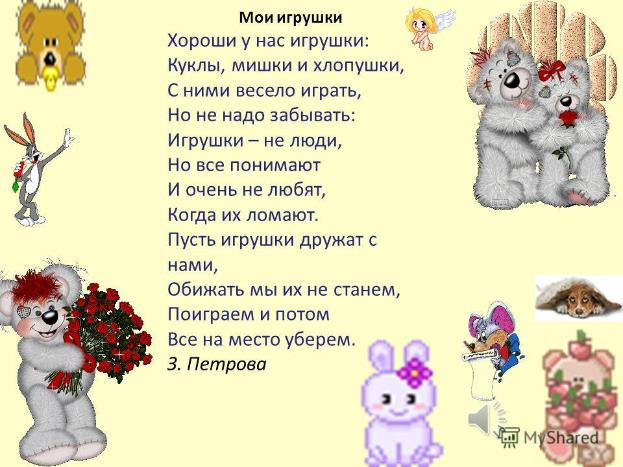 Мои игрушки
Хороши у нас игрушки:
Куклы, мишки и хлопушки,
С ними весело играть,
Но не надо забывать:
Игрушки – не люди,
Но все понимают
И очень не любят,
Когда их ломают.
Пусть игрушки дружат с
нами,
Обижать мы их не станем,
Поиграем и потом
Все на место уберем.
З. Петрова
MyShared